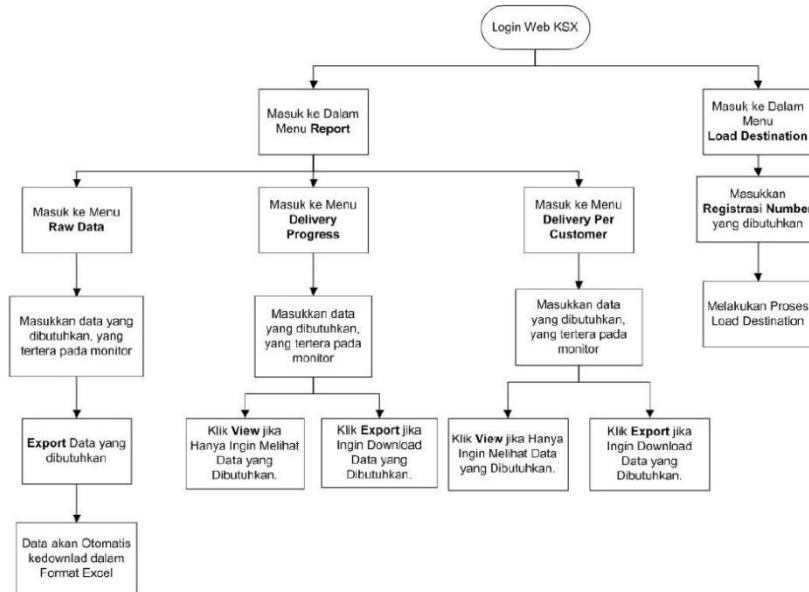 Login Web KSX
Masuk ke Dalam
Menu Report
Masuk ke Dalam
Menu
Load Destination
Masuk ke Menu
Raw Data
Masuk ke Menu
Delivery
Progress
Masuk ke Menu
Delivery Per
Customer
Masukkan
Registrasi Number
yang dibutuhkan
Masukkan data yang
dibutuhkan, yang
tertera pada monitor
Masukkan data
yang dibutuhkan,
yang tertera pada
monitor
Masukkan data
yang dibutuhkan,
yang tertera pada
monitor
Melakukan Proses
Load Destination
Export Data yang
dibutuhkan
Klik View jika
Hanya Ingin Melihat
Data yang
Dibutuhkan.
Klik Export jika
Ingin Download
Data yang
Dibutuhkan.
Klik View jika Hanya
Ingin Melihat Data
yang Dibutuhkan.
Klik Export jika
Ingin Download
Data yang
Dibutuhkan.
Data akan Otomatis
kedownlad dalam
Format Excel